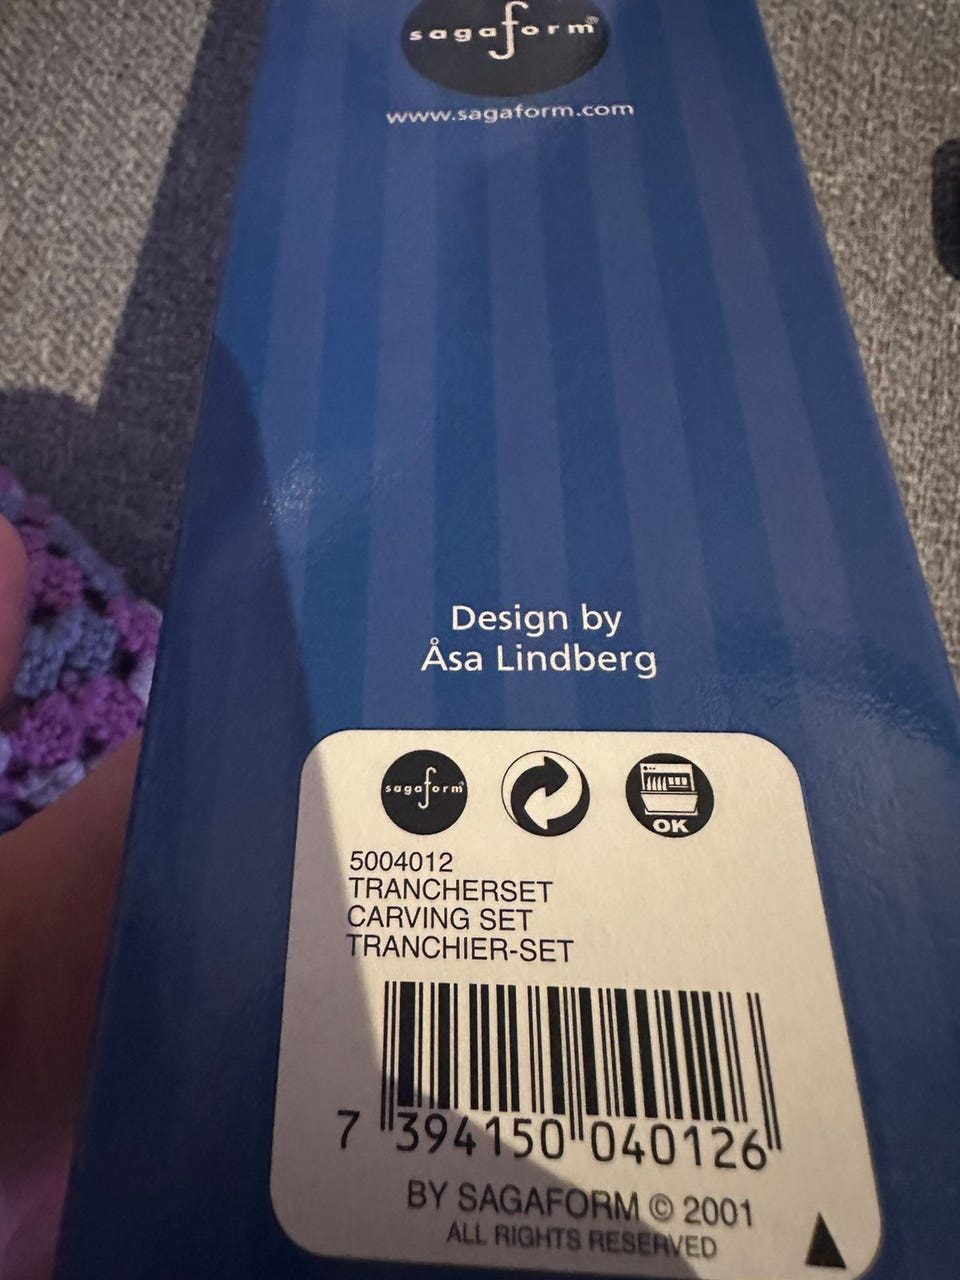 sagaform®
www.sagaform.com
Design by
Åsa Lindberg
sagaform®
OK
5004012
TRANCHERSET
CARVING SET
TRANCHIER-SET
7 394150 040126
BY SAGAFORM © 2001
ALL RIGHTS RESERVED